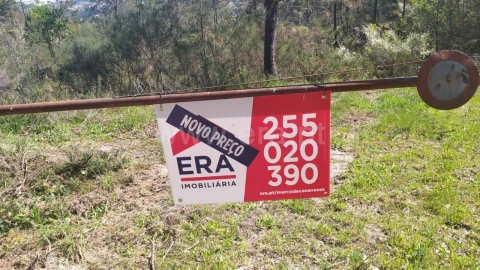 NOVO PREÇO
ERA
IMOBILIÁRIA
255
020
390
era.pt/marcodecanaveses